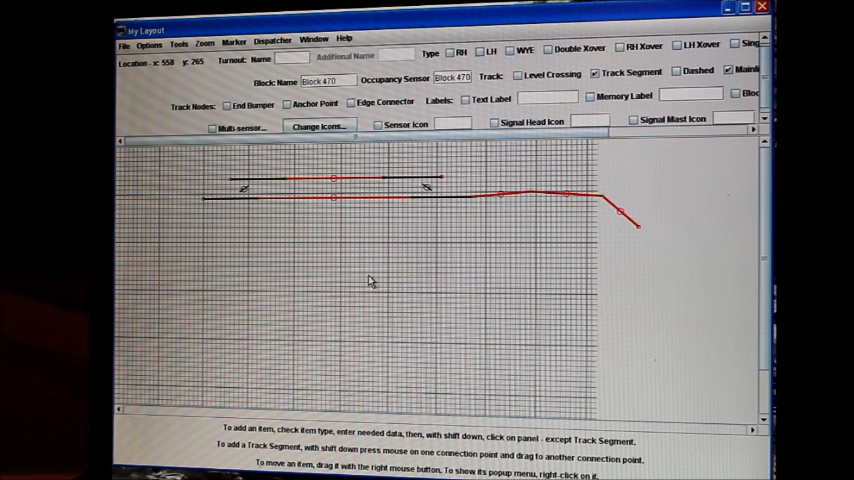 My Layout
File Options Tools Zoom Marker Dispatcher Window Help
Location - x: 558 y: 265 Turnout: Name Additional Name Type RH LH WYE Double Xover RH Xover LH Xover Sing
Block: Name Block 470 Occupancy Sensor Block 470 Track: Level Crossing Track Segment Dashed Mainli
Track Nodes: End Bumper Anchor Point Edge Connector Labels: Text Label Memory Label Bloc
Multi-sensor... Change Icons... Sensor Icon Signal Head Icon Signal Mast Icon
To add an item, check item type, enter needed data, then, with shift down, click on panel - except Track Segment.
To add a Track Segment, with shift down press mouse on one connection point and drag to another connection point.
To move an item, drag it with the right mouse button. To show its popup menu, right-click on it.